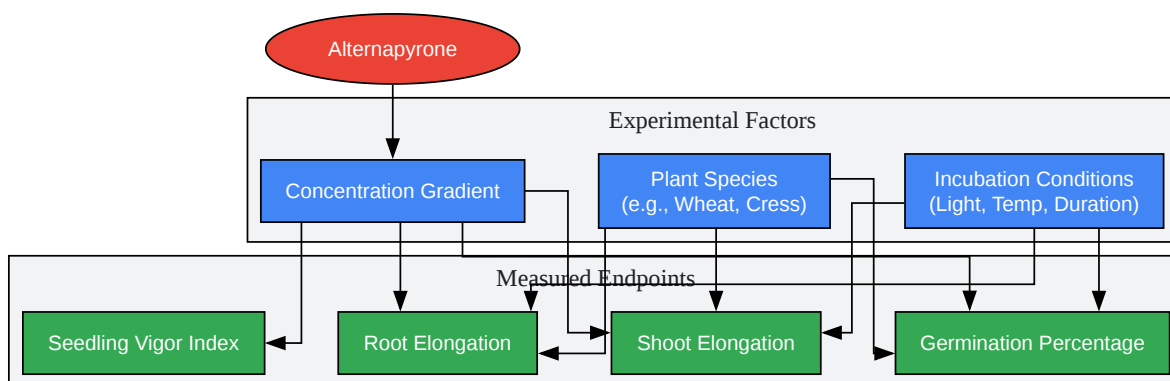 Alternapyrone
Experimental Factors
Concentration Gradient
Plant Species
(e.g., Wheat, Cress)
Incubation Conditions
(Light, Temp, Duration)
Measured Endpoints
Seedling Vigor Index
Root Elongation
Shoot Elongation
Germination Percentage